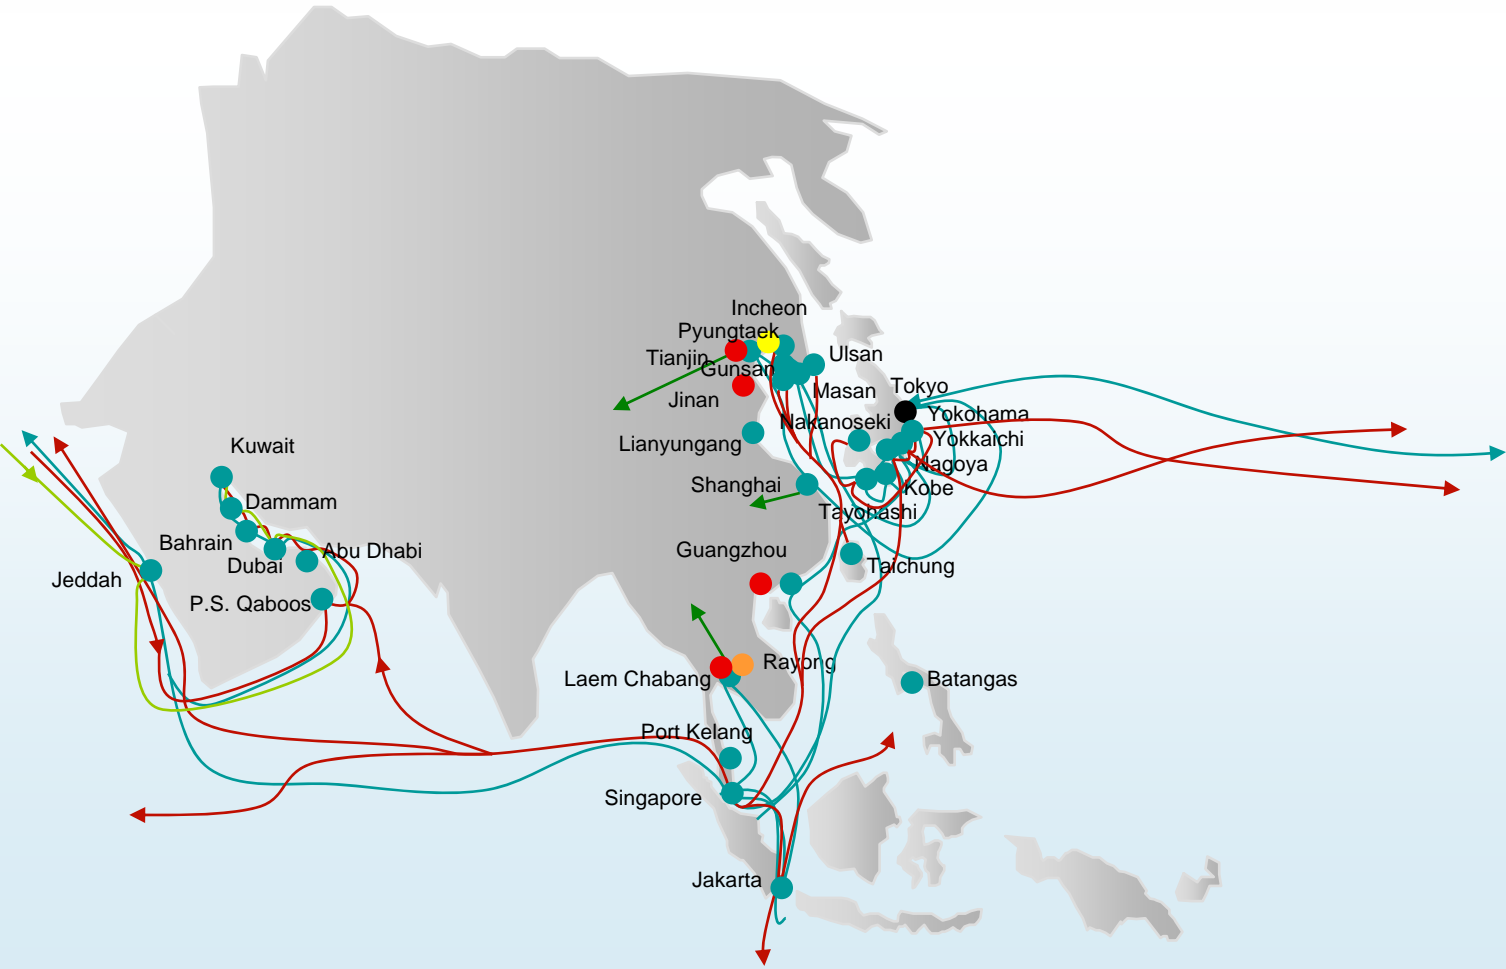 Incheon
Pyungtaek
Tianjin
Gunsan
Ulsan
Jinan
Masan
Tokyo
Nakanoseki
Yokohama
Lianyungang
Yokkaichi
Nagoya
Kuwait
Shanghai
Kobe
Dammam
Tayohashi
Bahrain
Dubai
Abu Dhabi
Guangzhou
Taichung
Jeddah
P.S. Qaboos
Rayong
Laem Chabang
Batangas
Port Kelang
Singapore
Jakarta